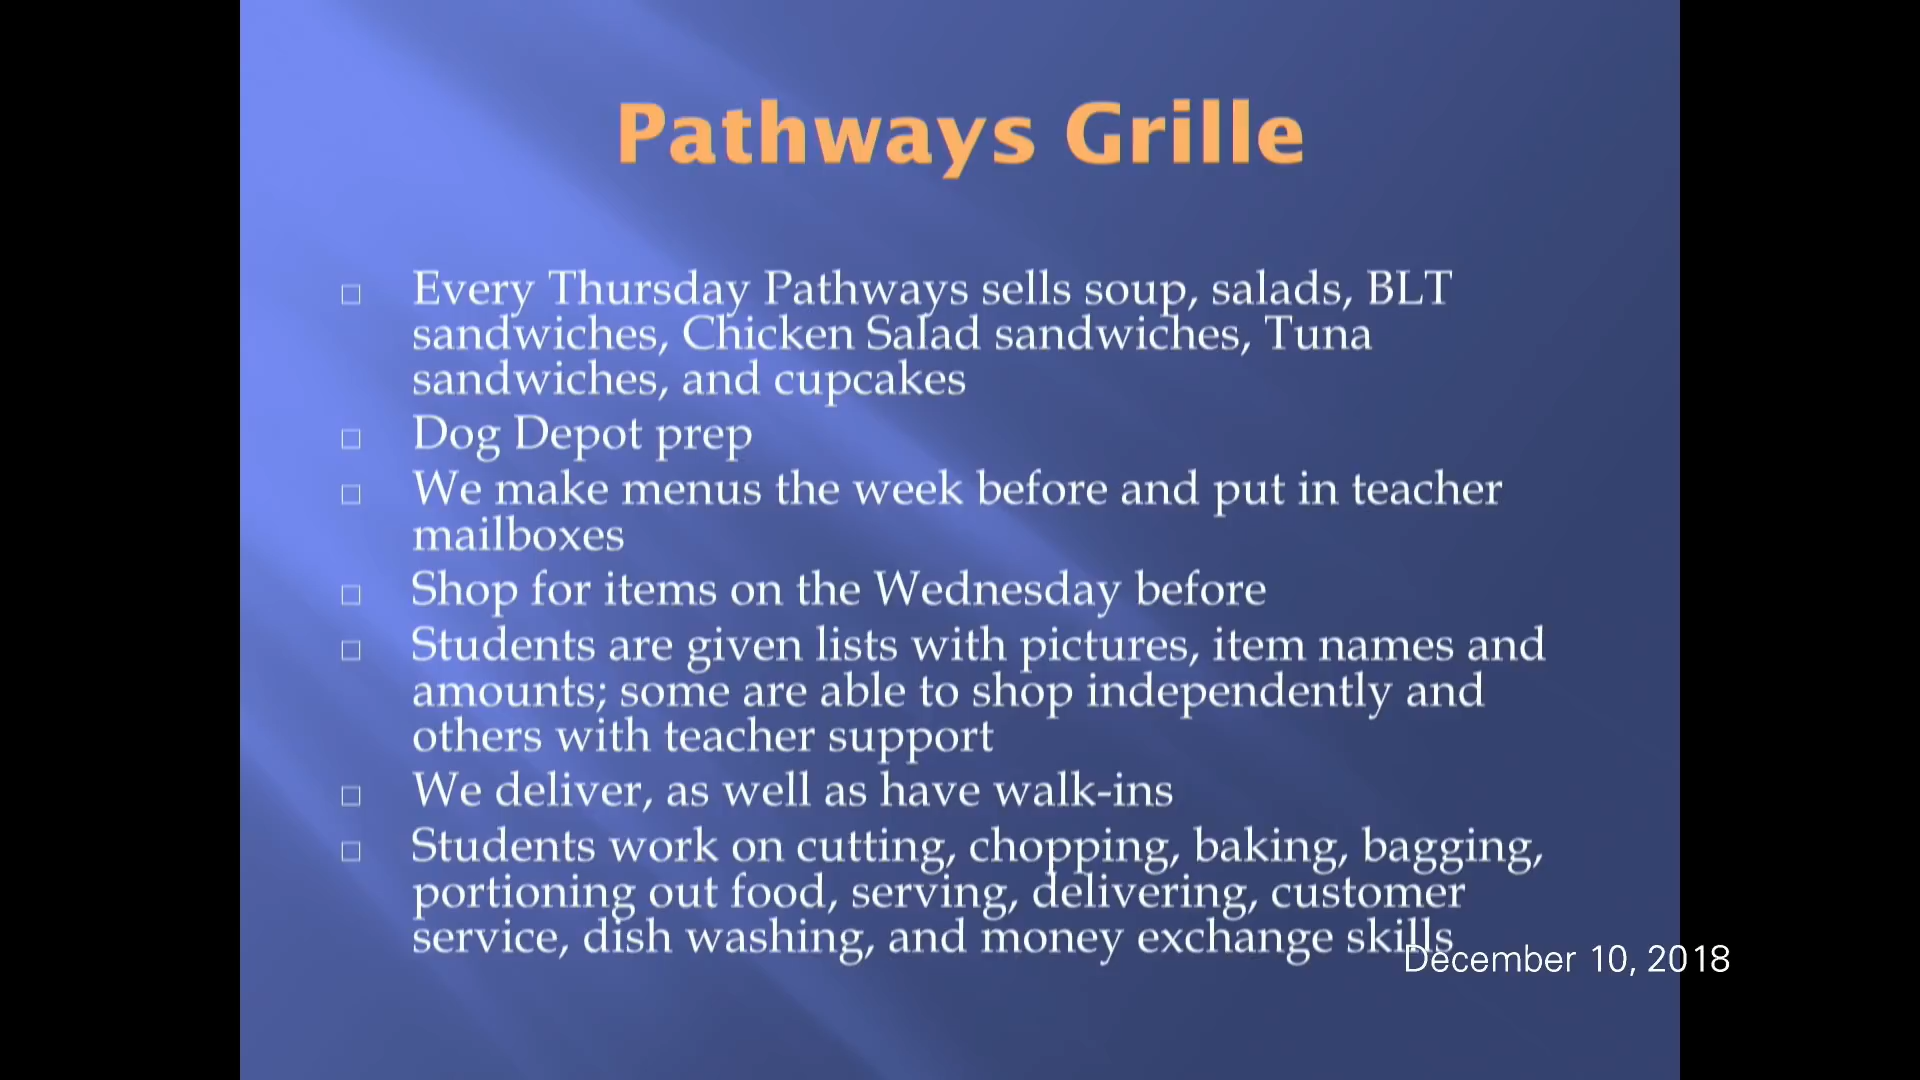 Pathways Grille
Every Thursday Pathways sells soup, salads, BLT
sandwiches, Chicken Salad sandwiches, Tuna
sandwiches, and cupcakes
Dog Depot prep
We make menus the week before and put in teacher
mailboxes
Shop for items on the Wednesday before
Students are given lists with pictures, item names and
amounts; some are able to shop independently and
others with teacher support
We deliver, as well as have walk-ins
Students work on cutting, chopping, baking, bagging,
portioning out food, serving, delivering, customer
service, dish washing, and money exchange skills
December 10, 2018